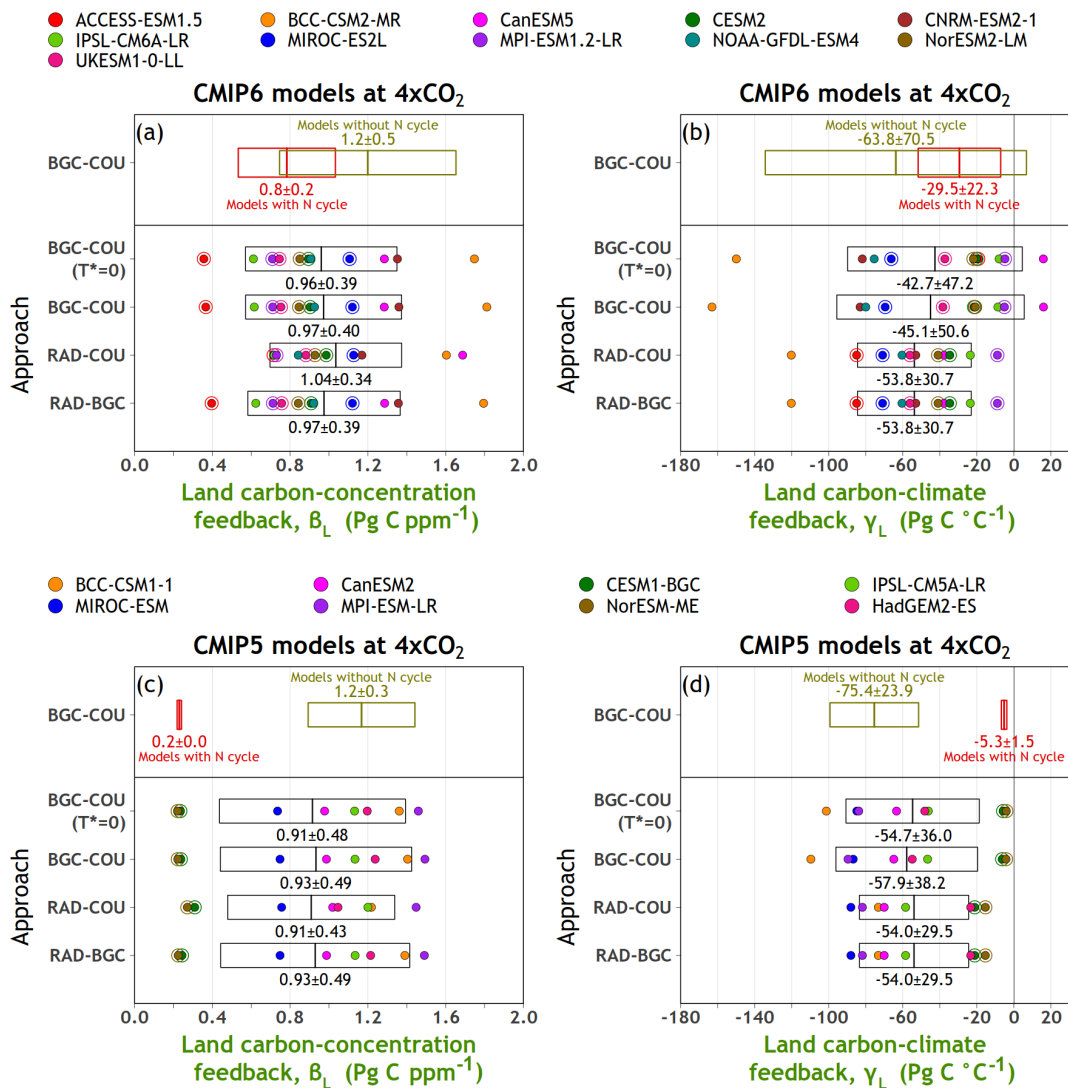 ACCESS-ESM1.5 BCC-CSM2-MR CanESM5 CESM2 CNRM-ESM2-1
IPSL-CM6A-LR MIROC-ES2L MPI-ESM1.2-LR NOAA-GFDL-ESM4 NorESM2-LM
UKESM1-0-LL
CMIP6 models at 4xCO₂
(a)
Models without N cycle
1.2±0.5
BGC-COU
0.8±0.2
Models with N cycle
BGC-COU
(T*=0)
0.96±0.39
BGC-COU
0.97±0.40
RAD-COU
1.04±0.34
RAD-BGC
0.97±0.39
Approach
0.0 0.4 0.8 1.2 1.6 2.0
Land carbon-concentration
feedback, ß_L (Pg C ppm⁻¹)
CMIP6 models at 4xCO₂
(b)
Models without N cycle
-63.8±70.5
BGC-COU
-29.5±22.3
Models with N cycle
BGC-COU
(T*=0)
-42.7±47.2
BGC-COU
-45.1±50.6
RAD-COU
-53.8±30.7
RAD-BGC
-53.8±30.7
Approach
-180 -140 -100 -60 -20 0 20
Land carbon-climate
feedback, γ_L (Pg C °C⁻¹)
BCC-CSM1-1 CanESM2 CESM1-BGC IPSL-CM5A-LR
MIROC-ESM MPI-ESM-LR NorESM-ME HadGEM2-ES
CMIP5 models at 4xCO₂
(c)
Models without N cycle
1.2±0.3
BGC-COU
0.2±0.0
Models with N cycle
BGC-COU
(T*=0)
0.91±0.48
BGC-COU
0.93±0.49
RAD-COU
0.91±0.43
RAD-BGC
0.93±0.49
Approach
0.0 0.4 0.8 1.2 1.6 2.0
Land carbon-concentration
feedback, ß_L (Pg C ppm⁻¹)
CMIP5 models at 4xCO₂
(d)
Models without N cycle
-75.4±23.9
BGC-COU
-5.3±1.5
Models with N cycle
BGC-COU
(T*=0)
-54.7±36.0
BGC-COU
-57.9±38.2
RAD-COU
-54.0±29.5
RAD-BGC
-54.0±29.5
Approach
-180 -140 -100 -60 -20 0 20
Land carbon-climate
feedback, γ_L (Pg C °C⁻¹)